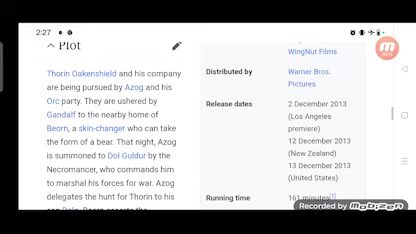 2:27
Plot
Thorin Oakenshield and his company
are being pursued by Azog and his
Orc party. They are ushered by
Gandalf to the nearby home of
Beorn, a skin-changer who can take
the form of a bear. That night, Azog
is summoned to Dol Guldur by the
Necromancer, who commands him
to marshal his forces for war. Azog
delegates the hunt for Thorin to his
WingNut Films
Distributed by
Warner Bros.
Pictures
Release dates
2 December 2013
(Los Angeles
premiere)
12 December 2013
(New Zealand)
13 December 2013
(United States)
Running time
161 minutes[1]
Recorded by MOBIZEN